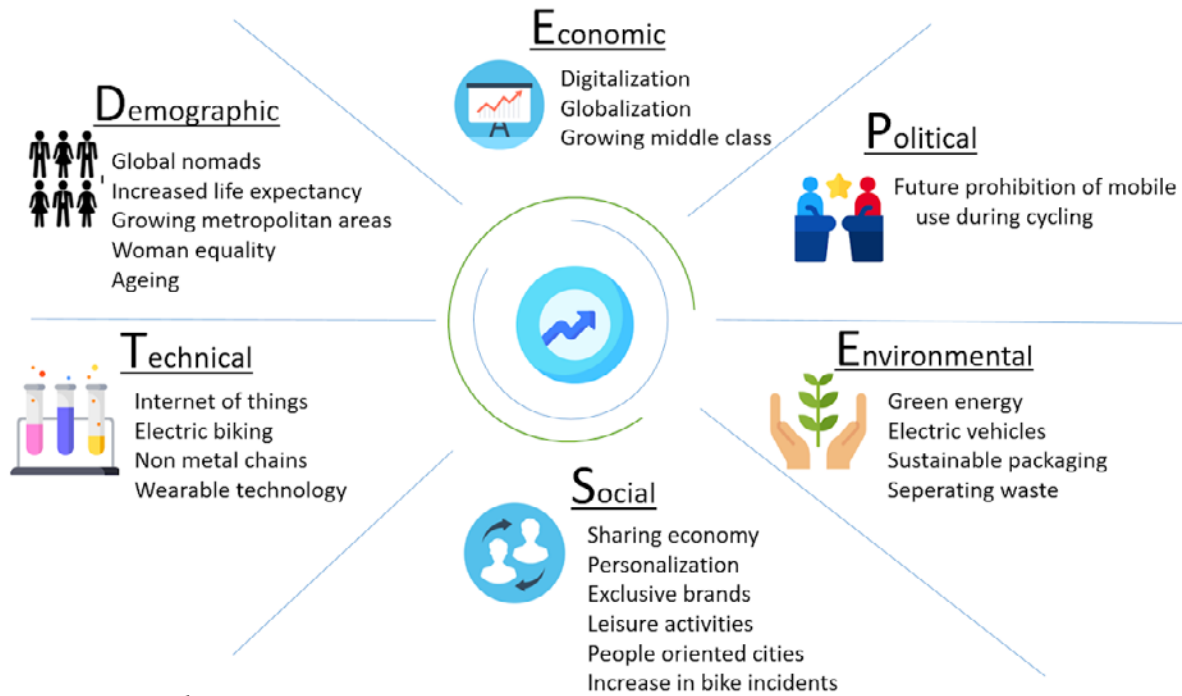 Economic
Digitalization
Globalization
Growing middle class
Demographic
Global nomads
Increased life expectancy
Growing metropolitan areas
Woman equality
Ageing
Political
Future prohibition of mobile
use during cycling
Technical
Internet of things
Electric biking
Non metal chains
Wearable technology
Environmental
Green energy
Electric vehicles
Sustainable packaging
Seperating waste
Social
Sharing economy
Personalization
Exclusive brands
Leisure activities
People oriented cities
Increase in bike incidents